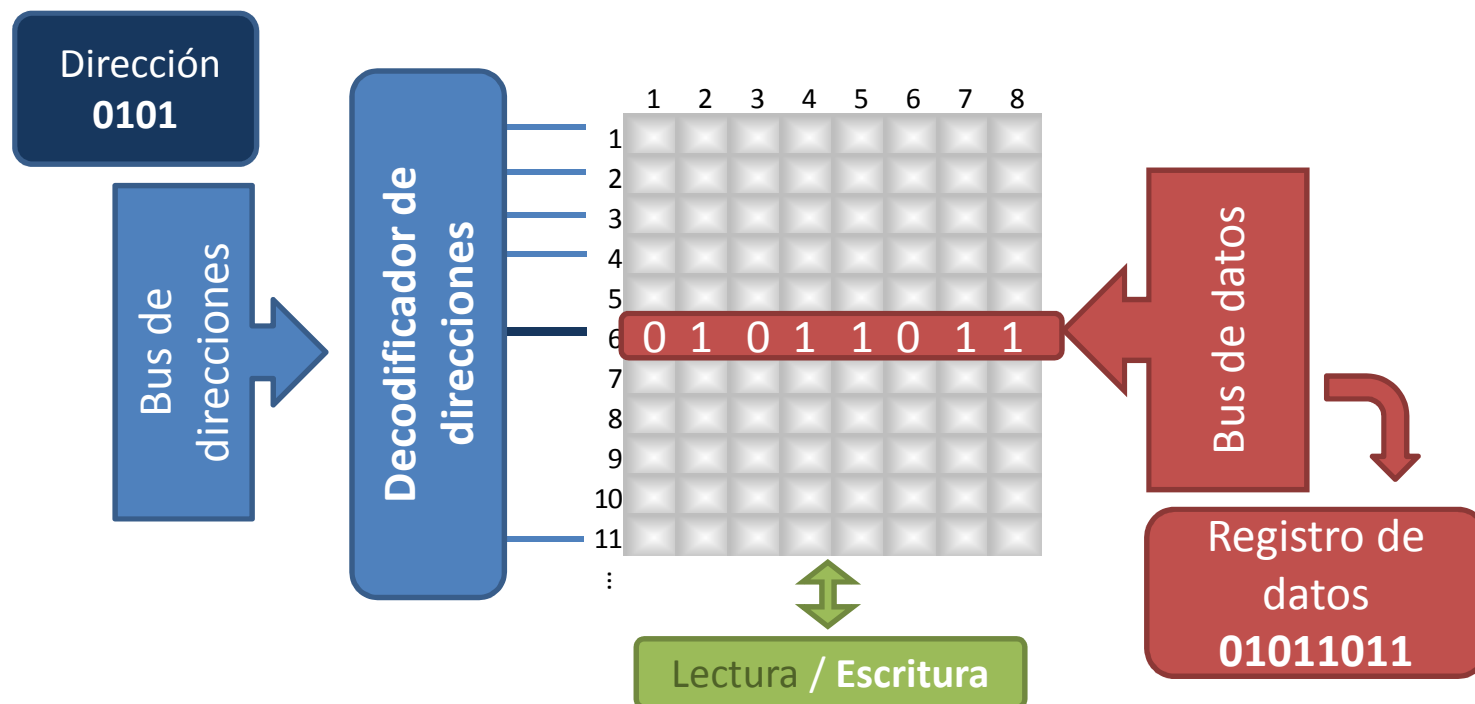 Dirección
0101
Bus de
direcciones
Decodificador de
direcciones
1 2 3 4 5 6 7 8
1
2
3
4
5
6 0 1 0 1 1 0 1 1
7
8
9
10
11
...
Lectura / Escritura
Bus de datos
Registro de
datos
01011011